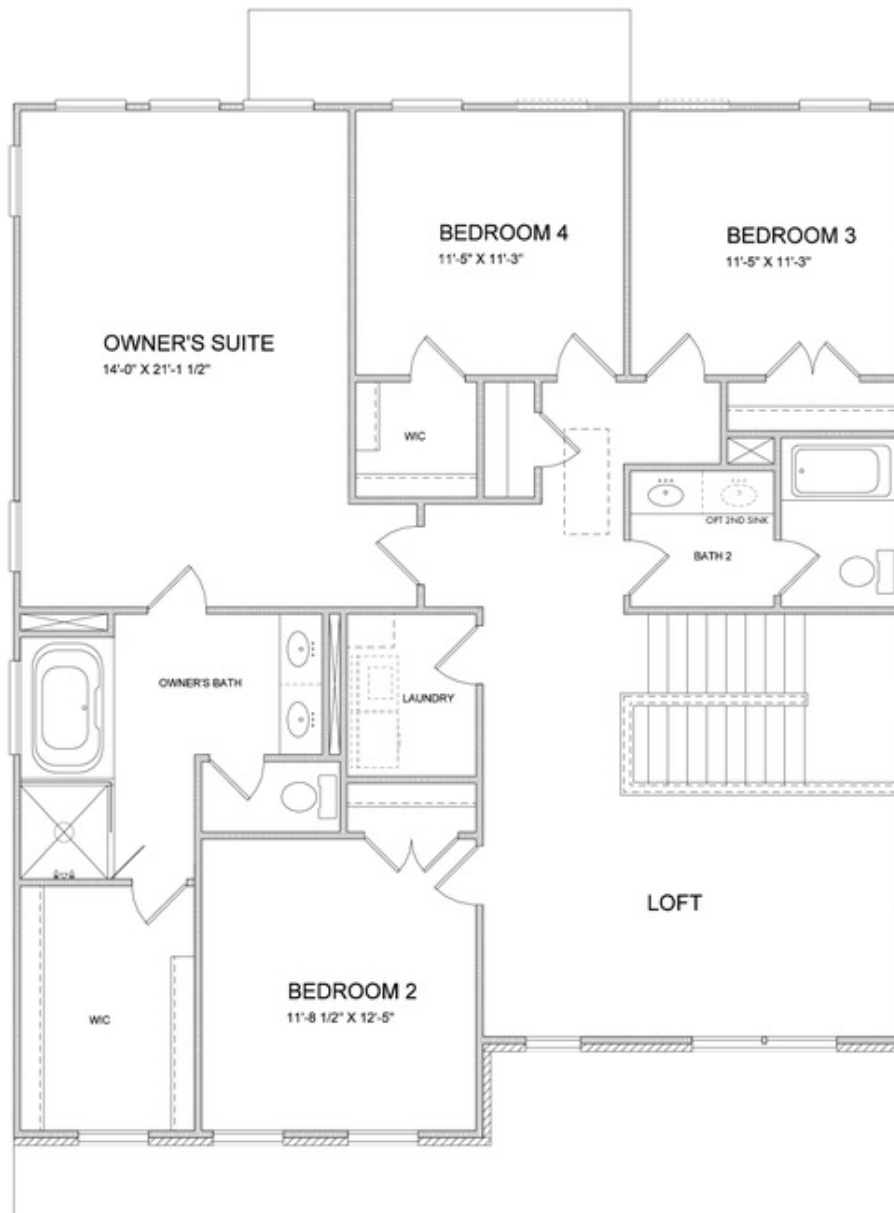 BEDROOM 4
11'-5" X 11'-3"
BEDROOM 3
11'-5" X 11'-3"
OWNER'S SUITE
14'-0" X 21'-1 1/2"
WIC
OPT 2ND SINK
BATH 2
OWNER'S BATH
LAUNDRY
LOFT
BEDROOM 2
11'-8 1/2" X 12'-5"
WIC